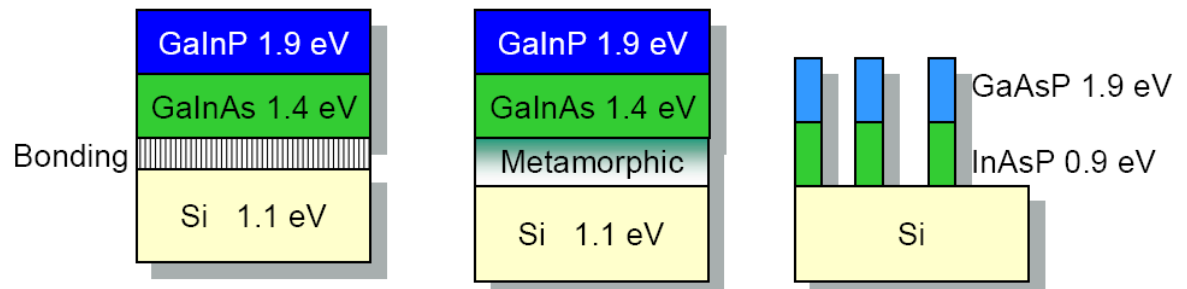 GaInP 1.9 eV
GaInAs 1.4 eV
Bonding
Si 1.1 eV
GaInP 1.9 eV
GaInAs 1.4 eV
Metamorphic
Si 1.1 eV
GaAsP 1.9 eV
InAsP 0.9 eV
Si